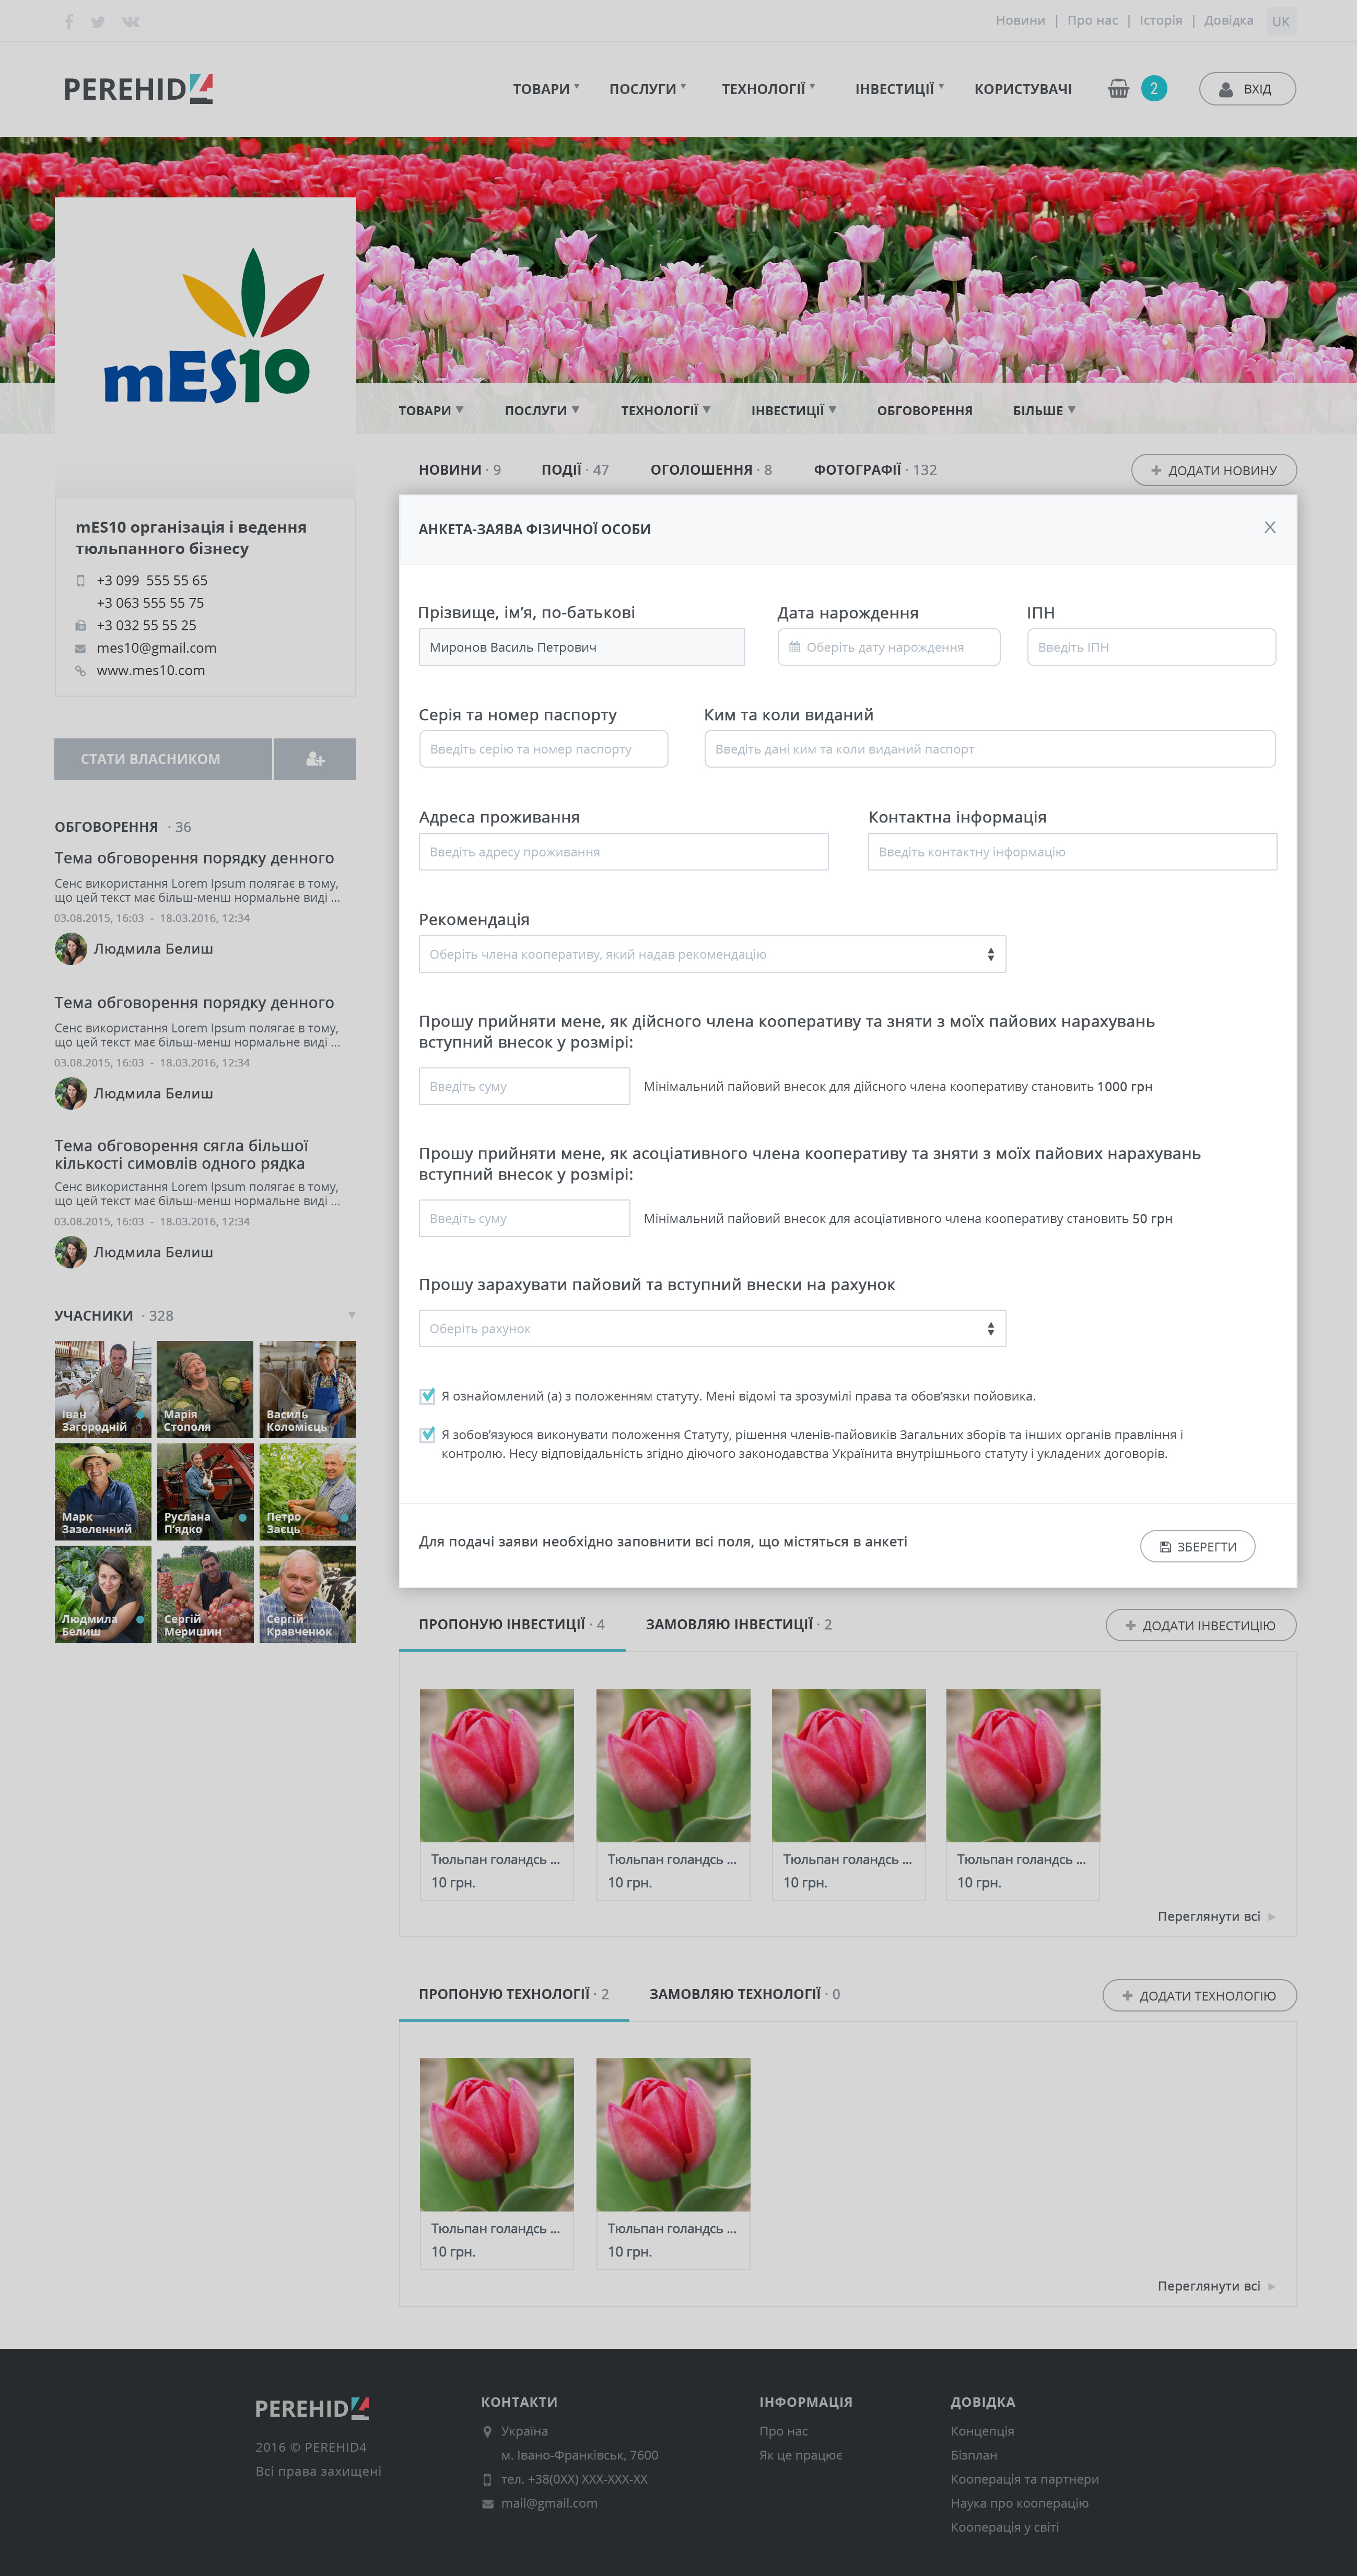 Новини | Про нас | Історія | Довідка UK
PEREHID4
ТОВАРИ ПОСЛУГИ ТЕХНОЛОГІЇ ІНВЕСТИЦІЇ КОРИСТУВАЧІ 2 ВХІД
mES10
ТОВАРИ ПОСЛУГИ ТЕХНОЛОГІЇ ІНВЕСТИЦІЇ ОБГОВОРЕННЯ БІЛЬШЕ
mES10 організація і ведення
тюльпанного бізнесу
+3 099 555 55 65
+3 063 555 55 75
+3 032 55 55 25
mes10@gmail.com
www.mes10.com
СТАТИ ВЛАСНИКОМ
ОБГОВОРЕННЯ · 36
Тема обговорення порядку денного
Сенс використання Lorem Ipsum полягає в тому,
що цей текст має більш-менш нормальне виді ...
03.08.2015, 16:03 - 18.03.2016, 12:34
Людмила Белиш
Тема обговорення порядку денного
Сенс використання Lorem Ipsum полягає в тому,
що цей текст має більш-менш нормальне виді ...
03.08.2015, 16:03 - 18.03.2016, 12:34
Людмила Белиш
Тема обговорення сягла більшої
кількості симовлів одного рядка
Сенс використання Lorem Ipsum полягає в тому,
що цей текст має більш-менш нормальне виді ...
03.08.2015, 16:03 - 18.03.2016, 12:34
Людмила Белиш
УЧАСНИКИ · 328
Іван
Загородній
Марія
Стополя
Василь
Коломієць
Марк
Зазеленний
Руслана
П'ядко
Петро
Заєць
Людмила
Белиш
Сергій
Меришин
Сергій
Кравченюк
НОВИНИ · 9 ПОДІЇ · 47 ОГОЛОШЕННЯ · 8 ФОТОГРАФІЇ · 132 ДОДАТИ НОВИНУ
АНКЕТА-ЗАЯВА ФІЗИЧНОЇ ОСОБИ X
Прізвище, ім’я, по-батькові Дата нарождення ІПН
Миронов Василь Петрович Оберіть дату нарождення Введіть ІПН
Серія та номер паспорту Ким та коли виданий
Введіть серію та номер паспорту Введіть дані ким та коли виданий паспорт
Адреса проживання Контактна інформація
Введіть адресу проживання Введіть контактну інформацію
Рекомендація
Оберіть члена кооперативу, який надав рекомендацію
Прошу прийняти мене, як дійсного члена кооперативу та зняти з моїх пайових нарахувань
вступний внесок у розмірі:
Введіть суму Мінімальний пайовий внесок для дійсного члена кооперативу становить 1000 грн
Прошу прийняти мене, як асоціативного члена кооперативу та зняти з моїх пайових нарахувань
вступний внесок у розмірі:
Введіть суму Мінімальний пайовий внесок для асоціативного члена кооперативу становить 50 грн
Прошу зарахувати пайовий та вступний внески на рахунок
Оберіть рахунок
Я ознайомлений (а) з положенням статуту. Мені відомі та зрозумілі права та обов’язки пойовика.
Я зобов’язуюся виконувати положення Статуту, рішення членів-пайовиків Загальних зборів та інших органів правління і
контролю. Несу відповідальність згідно діючого законодавства Українита внутрішнього статуту і укладених договорів.
Для подачі заяви необхідно заповнити всі поля, що містяться в анкеті ЗБЕРЕГТИ
ПРОПОНУЮ ІНВЕСТИЦІЇ · 4 ЗАМОВЛЯЮ ІНВЕСТИЦІЇ · 2 ДОДАТИ ІНВЕСТИЦІЮ
Тюльпан голандсь ... Тюльпан голандсь ... Тюльпан голандсь ... Тюльпан голандсь ...
10 грн. 10 грн. 10 грн. 10 грн.
Переглянути всі
ПРОПОНУЮ ТЕХНОЛОГІЇ · 2 ЗАМОВЛЯЮ ТЕХНОЛОГІЇ · 0 ДОДАТИ ТЕХНОЛОГІЮ
Тюльпан голандсь ... Тюльпан голандсь ...
10 грн. 10 грн.
Переглянути всі
PEREHID4
2016 © PEREHID4
Всі права захищені
КОНТАКТИ
Україна
м. Івано-Франківськ, 7600
тел. +38(0XX) XXX-XXX-XX
mail@gmail.com
ІНФОРМАЦІЯ
Про нас
Як це працює
ДОВІДКА
Концепція
Бізплан
Кооперація та партнери
Наука про кооперацію
Кооперація у світі